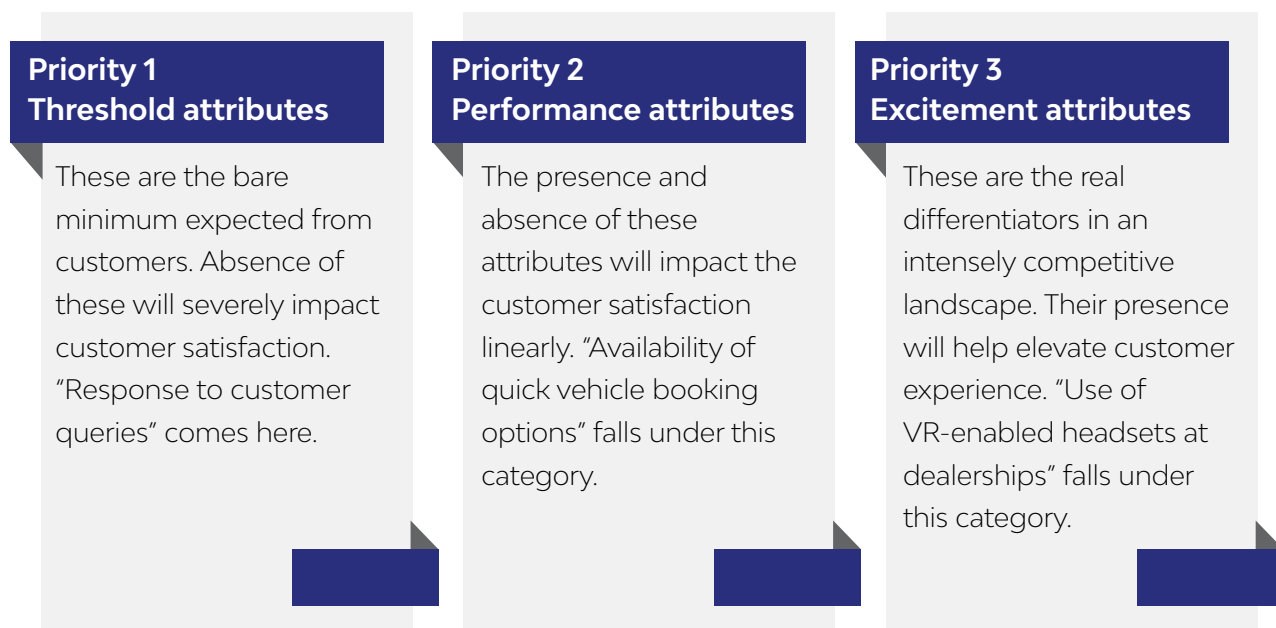 Priority 1
Threshold attributes
These are the bare
minimum expected from
customers. Absence of
these will severely impact
customer satisfaction.
“Response to customer
queries” comes here.
Priority 2
Performance attributes
The presence and
absence of these
attributes will impact the
customer satisfaction
linearly. “Availability of
quick vehicle booking
options” falls under this
category.
Priority 3
Excitement attributes
These are the real
differentiators in an
intensely competitive
landscape. Their presence
will help elevate customer
experience. “Use of
VR-enabled headsets at
dealerships” falls under
this category.